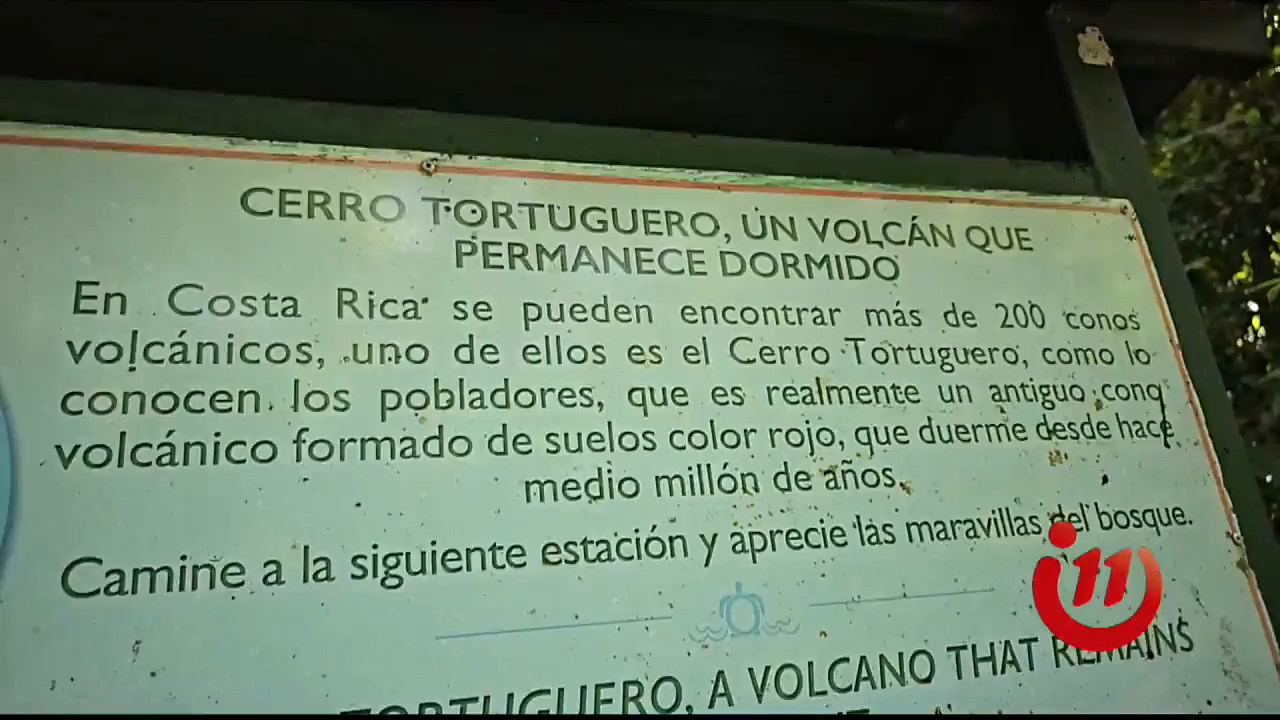 CERRO TORTUGUERO, UN VOLCÁN QUE
PERMANECE DORMIDO
En Costa Rica se pueden encontrar más de 200 conos
volcánicos, uno de ellos es el Cerro Tortuguero, como lo
conocen los pobladores, que es realmente un antiguo cono
volcánico formado de suelos color rojo, que duerme desde hace
medio millón de años.
Camine a la siguiente estación y aprecie las maravillas del bosque.
11
TORTUGUERO, A VOLCANO THAT REMAINS